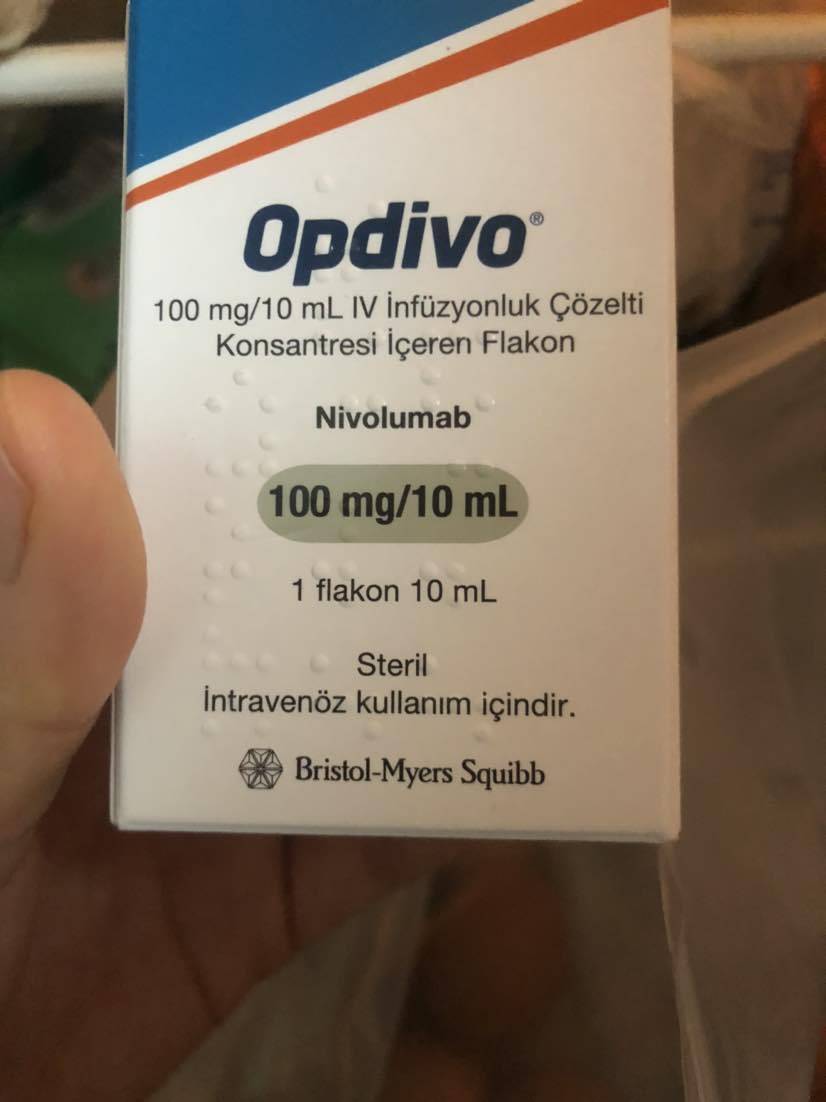 Opdivo®
100 mg/10 mL IV İnfüzyonluk Çözelti
Konsantresi İçeren Flakon
Nivolumab
100 mg/10 mL
1 flakon 10 mL
Steril
İntravenöz kullanım içindir.
Bristol-Myers Squibb